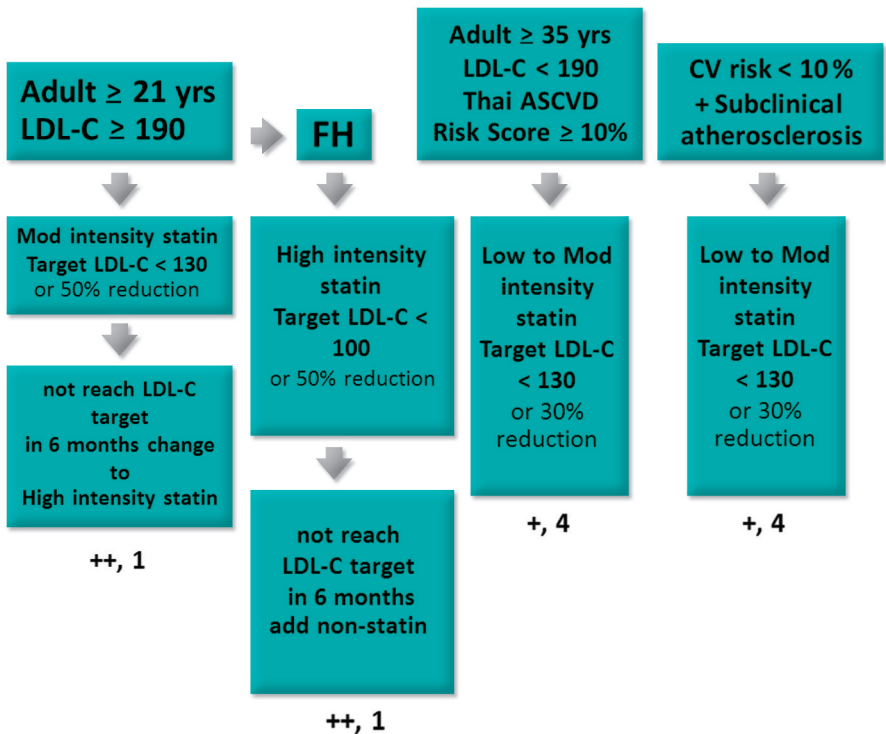 Adult ≥ 21 yrs
LDL-C ≥ 190
FH
Adult ≥ 35 yrs
LDL-C < 190
Thai ASCVD
Risk Score ≥ 10%
CV risk < 10 %
+ Subclinical
atherosclerosis
Mod intensity statin
Target LDL-C < 130
or 50% reduction
not reach LDL-C
target
in 6 months change
to
High intensity statin
++, 1
High intensity
statin
Target LDL-C <
100
or 50% reduction
not reach
LDL-C target
in 6 months
add non-statin
++, 1
Low to Mod
intensity
statin
Target LDL-C
< 130
or 30%
reduction
+, 4
Low to Mod
intensity
statin
Target LDL-C
< 130
or 30%
reduction
+, 4